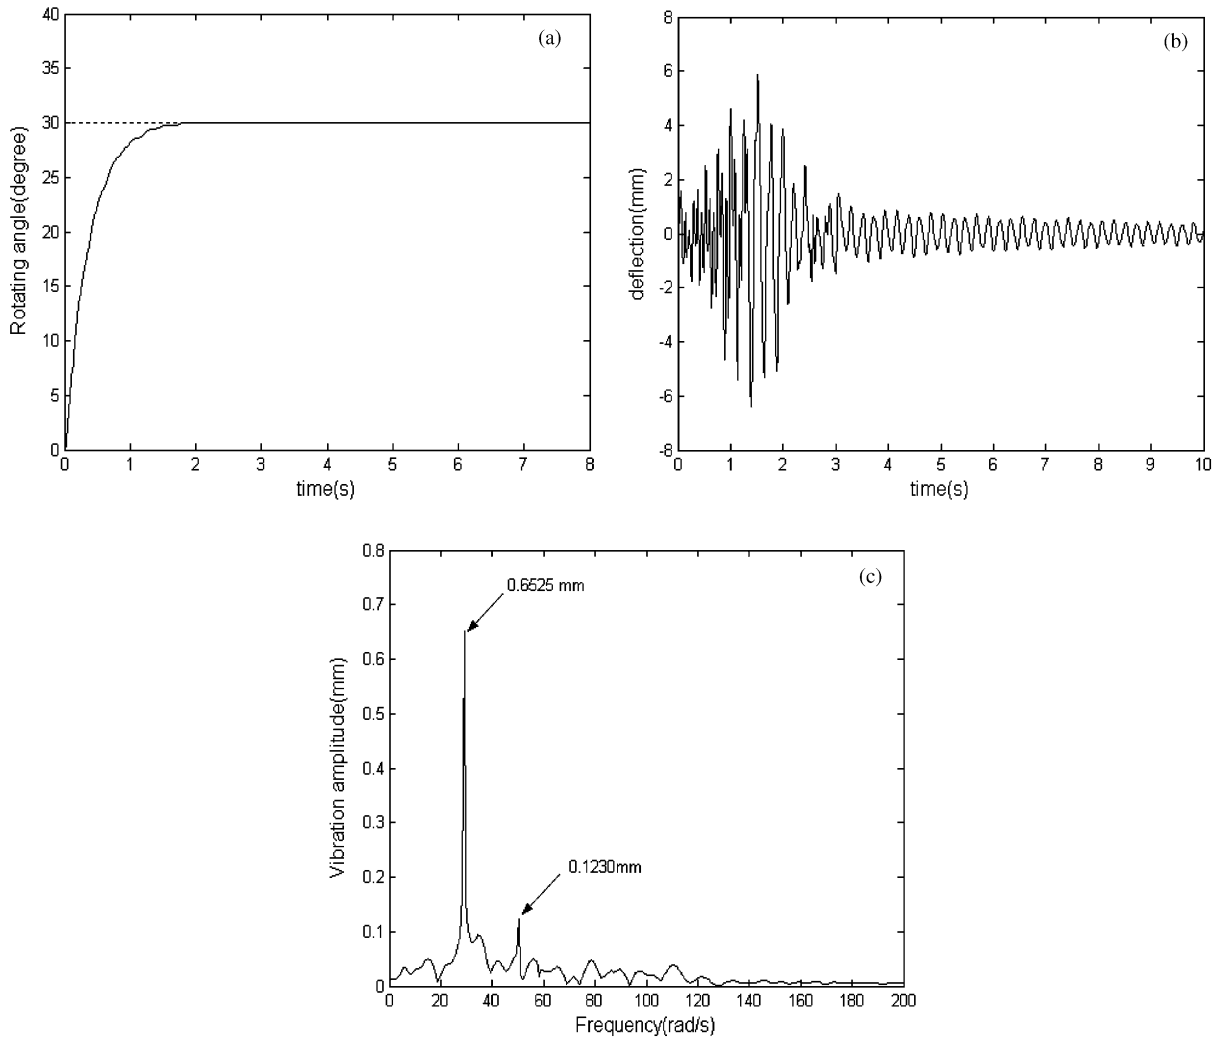 (a)
40
35
30
25
20
15
10
5
0
Rotating angle(degree)
0 1 2 3 4 5 6 7 8
time(s)
(b)
8
6
4
2
0
-2
-4
-6
-8
deflection(mm)
0 1 2 3 4 5 6 7 8 9 10
time(s)
(c)
0.8
0.7
0.6
0.5
0.4
0.3
0.2
0.1
0
Vibration amplitude(mm)
0.6525 mm
0.1230mm
0 20 40 60 80 100 120 140 160 180 200
Frequency(rad/s)